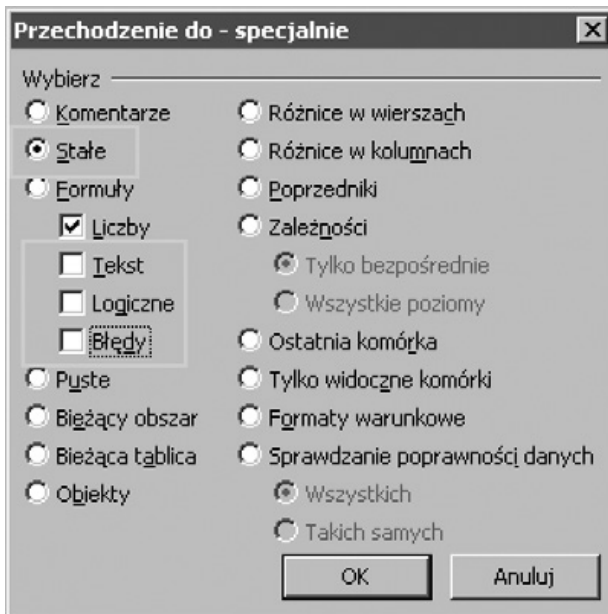 Przechodzenie do - specjalnie
Wybierz
Komentarze
Stałe
Formuły
Liczby
Tekst
Logiczne
Błędy
Puste
Bieżący obszar
Bieżąca tablica
Obiekty
Różnice w wierszach
Różnice w kolumnach
Poprzedniki
Zależności
Tylko bezpośrednie
Wszystkie poziomy
Ostatnia komórka
Tylko widoczne komórki
Formaty warunkowe
Sprawdzanie poprawności danych
Wszystkich
Takich samych
OK
Anuluj